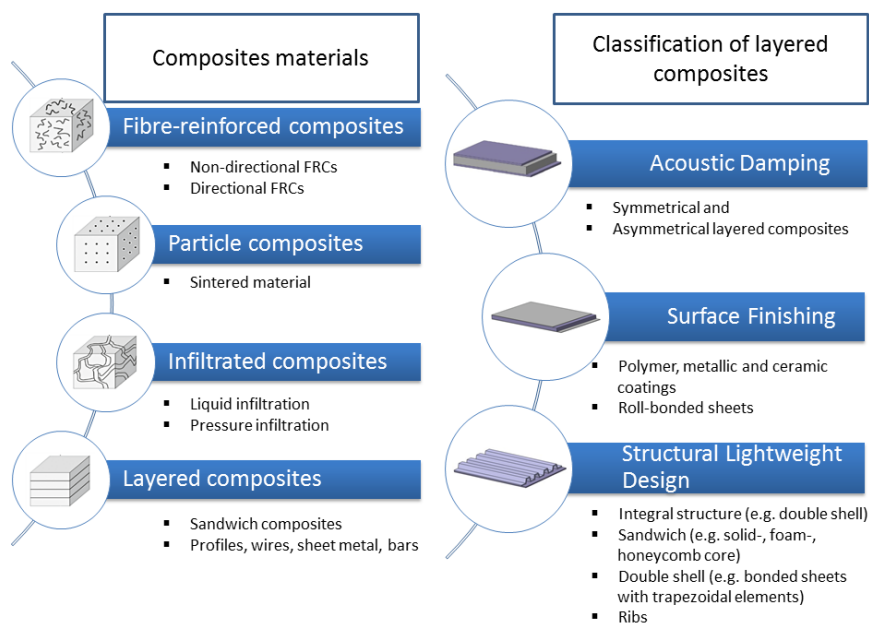 Composites materials
Fibre-reinforced composites
Non-directional FRCs
Directional FRCs
Particle composites
Sintered material
Infiltrated composites
Liquid infiltration
Pressure infiltration
Layered composites
Sandwich composites
Profiles, wires, sheet metal, bars
Classification of layered
composites
Acoustic Damping
Symmetrical and
Asymmetrical layered composites
Surface Finishing
Polymer, metallic and ceramic
coatings
Roll-bonded sheets
Structural Lightweight
Design
Integral structure (e.g. double shell)
Sandwich (e.g. solid-, foam-,
honeycomb core)
Double shell (e.g. bonded sheets
with trapezoidal elements)
Ribs